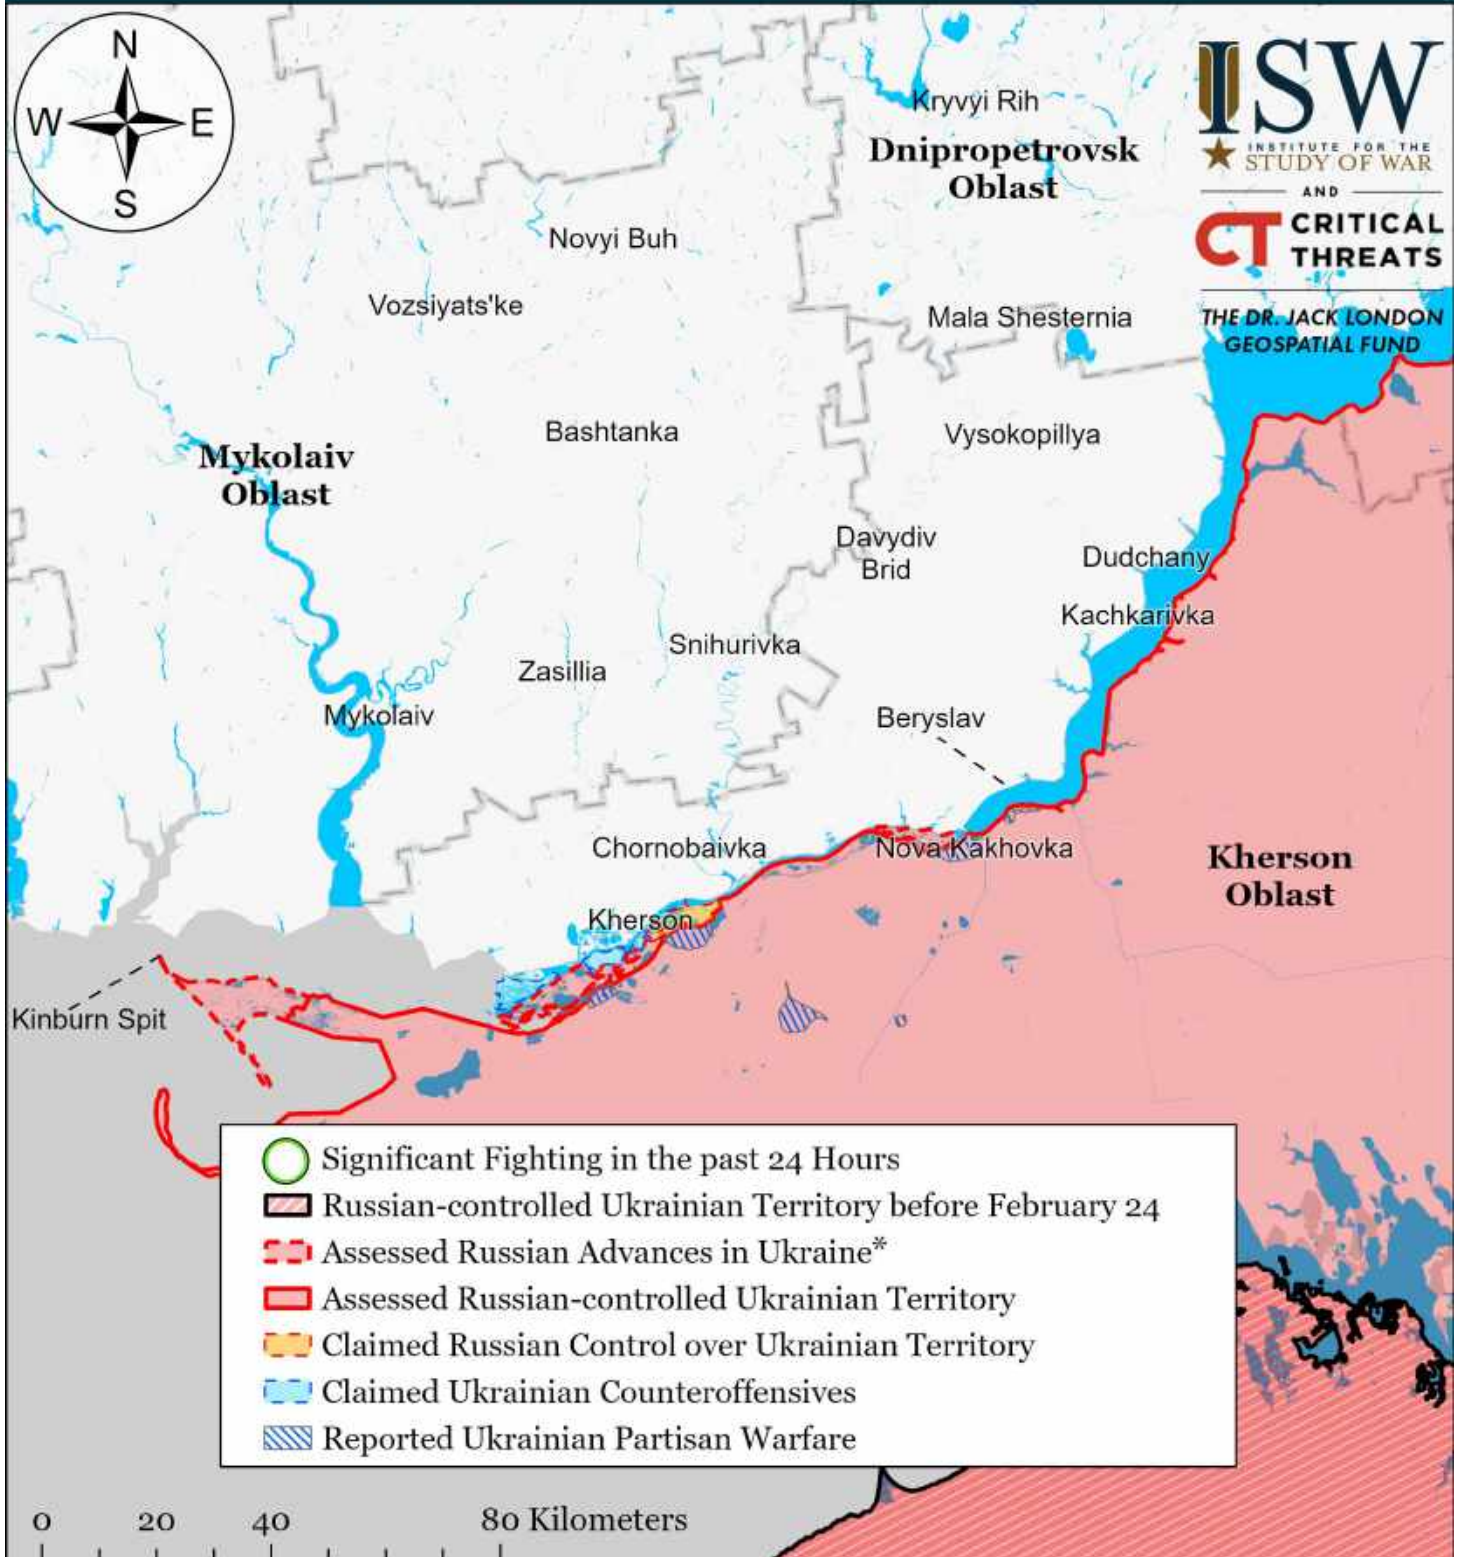 N
W E
S
ISW
INSTITUTE FOR THE
STUDY OF WAR
AND
CT CRITICAL
THREATS
THE DR. JACK LONDON
GEOSPATIAL FUND
Kryvyi Rih
Dnipropetrovsk
Oblast
Novyi Buh
Vozsiyats'ke
Mala Shesternia
Bashtanka
Vysokopillya
Mykolaiv
Oblast
Davydiv
Brid
Dudchany
Kachkarivka
Snihurivka
Zasillia
Mykolaiv
Beryslav
Chornobaivka
Nova Kakhovka
Kherson
Oblast
Kherson
Kinburn Spit
Significant Fighting in the past 24 Hours
Russian-controlled Ukrainian Territory before February 24
Assessed Russian Advances in Ukraine*
Assessed Russian-controlled Ukrainian Territory
Claimed Russian Control over Ukrainian Territory
Claimed Ukrainian Counteroffensives
Reported Ukrainian Partisan Warfare
0 20 40 80 Kilometers